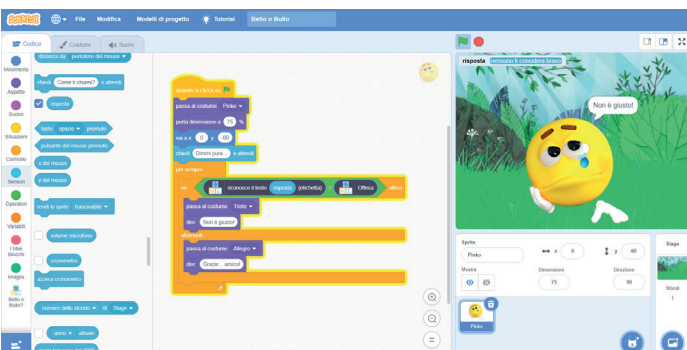 SCRATCH
File Modifica Modelli di progetto Tutorial Bello o Bullo
Codice Costumi Suoni
Movimento
Aspetto
Suono
Situazioni
Controllo
Sensori
Operatori
Variabili
I Miei
Blocchi
Images
Bello o
Bullo?
distanza da puntatore del mouse
chiedi Come ti chiami? e attendi
risposta
tasto spazio premuto
pulsante del mouse premuto
x del mouse
y del mouse
rendi lo sprite trascinabile
volume microfono
cronometro
azzera cronometro
numero dello sfondo di Stage
anno attuale
quando si clicca su
passa al costume Pinko
porta dimensione a 75 %
vai a x: 0 y: -60
chiedi Dimmi pure... e attendi
per sempre
se riconosce il testo risposta (etichetta) = Offesa allora
passa al costume Triste
dire Non è giusto!
altrimenti
passa al costume Allegro
dire Grazie... amico!
risposta nessuno ti considera bravo
Non è giusto!
Sprite
Pinko x 0 y -60
Mostra Dimensione Direzione
75 90
Pinko
Stage
Sfondi
1